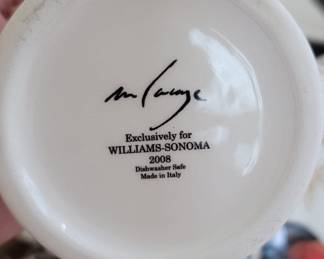 Exclusively for
WILLIAMS-SONOMA
2008
Dishwasher Safe
Made in Italy